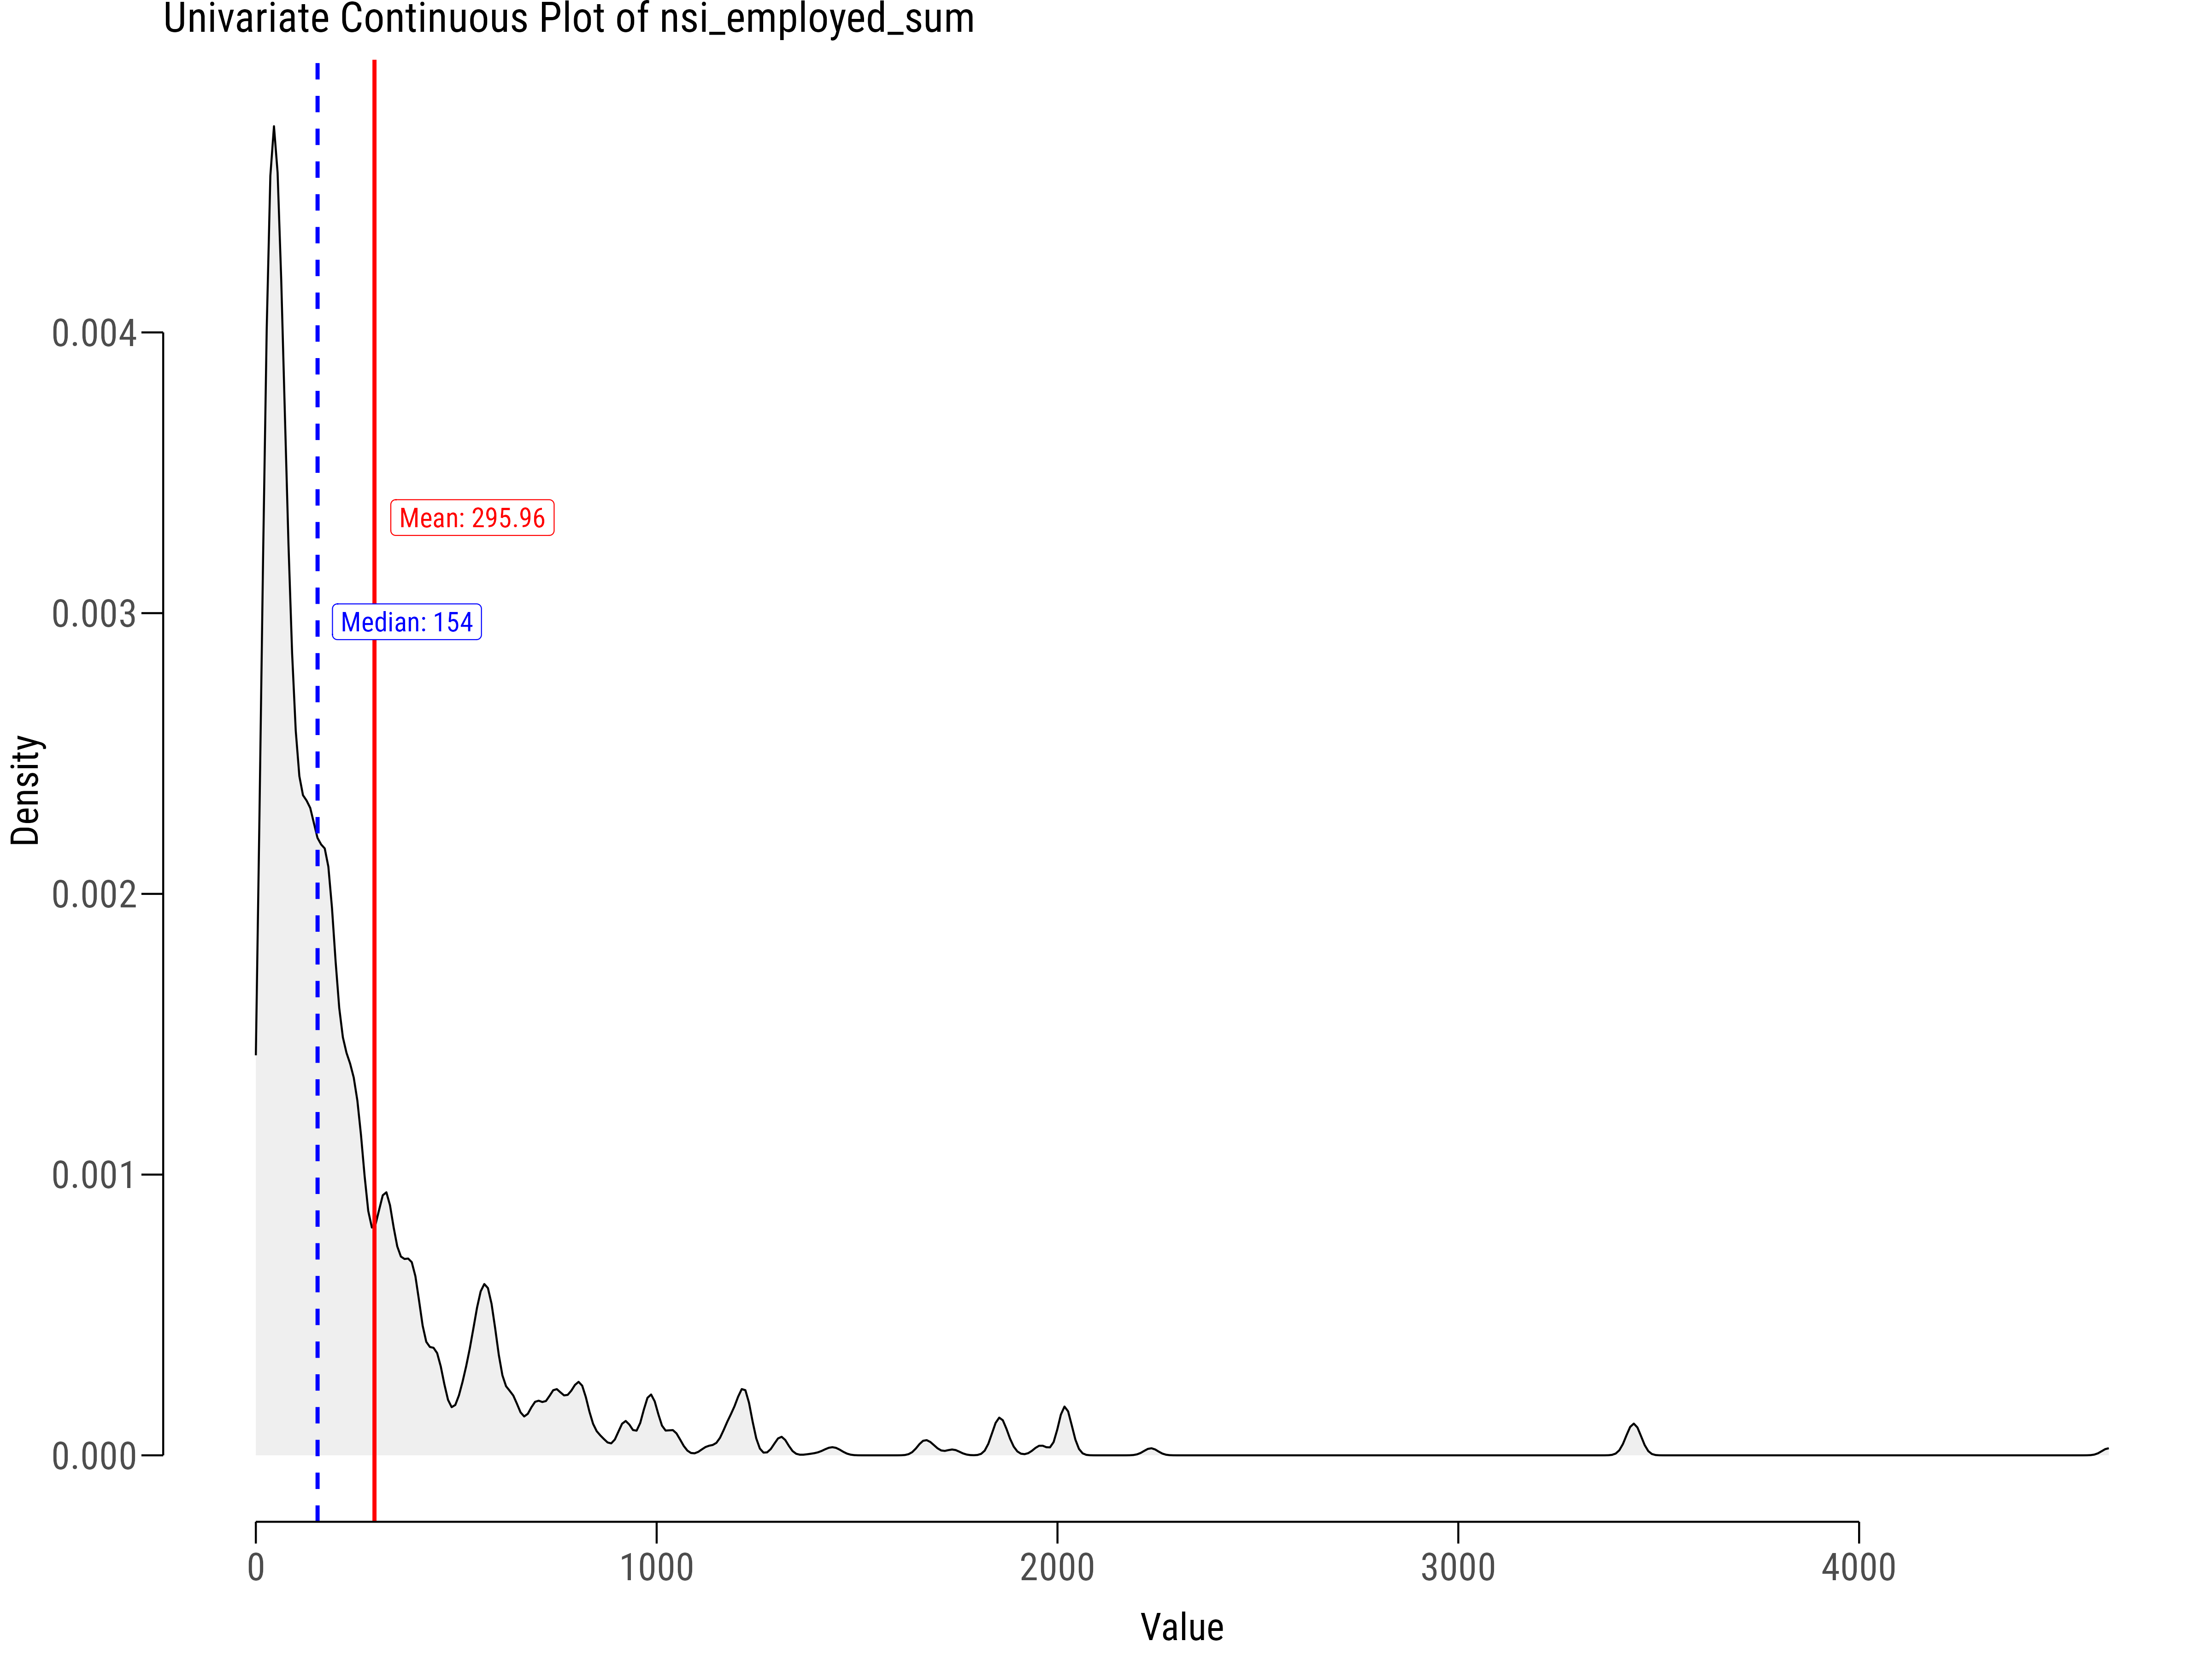 Univariate Continuous Plot of nsi_employed_sum
Mean: 295.96
Median: 154
Density
0.004
0.003
0.002
0.001
0.000
0
1000
2000
3000
4000
Value